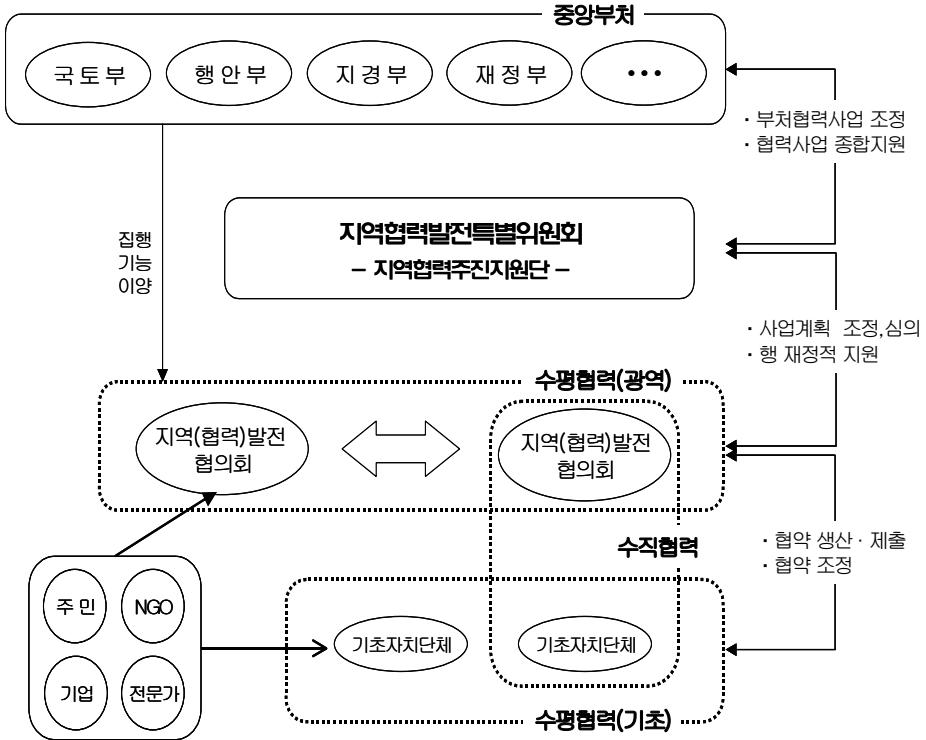 중앙부처
국토부 행안부 지경부 재정부 •••
· 부처협력사업 조정
· 협력사업 종합지원
지역협력발전특별위원회
– 지역협력추진지원단 –
집행
기능
이양
· 사업계획 조정,심의
· 행 재정적 지원
수평협력(광역)
지역(협력)발전
협의회
지역(협력)발전
협의회
수직협력
· 협약 생산 · 제출
· 협약 조정
주민 NGO
기업 전문가
기초자치단체 기초자치단체
수평협력(기초)